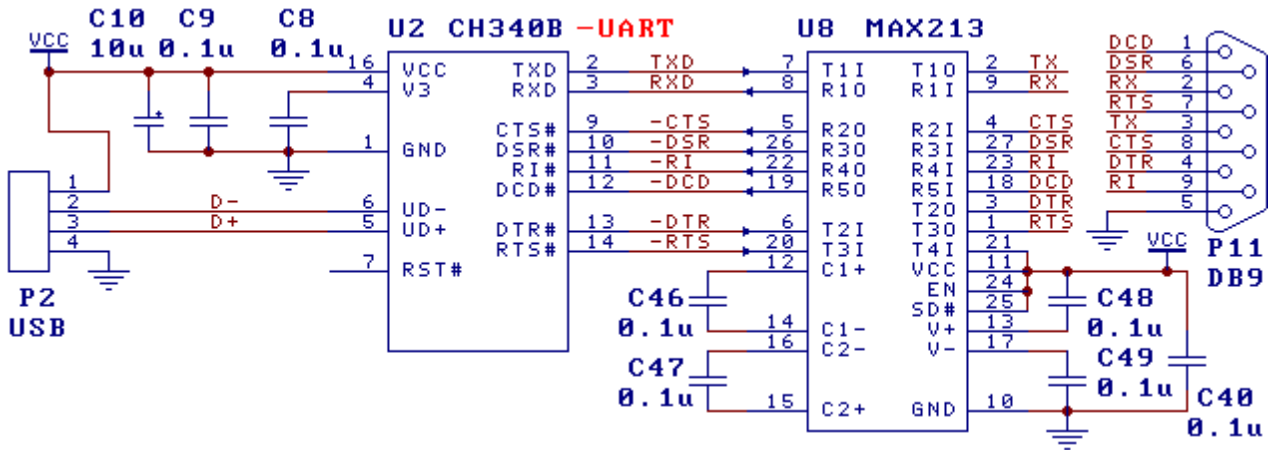 VCC
C10
10u
C9
0.1u
C8
0.1u
U2 CH340B -UART
16 VCC TXD 2 TXD
4 V3 RXD 3 RXD
CTS# 9 -CTS
1 GND DSR# 10 -DSR
RI# 11 -RI
DCD# 12 -DCD
6 UD-
5 UD+ DTR# 13 -DTR
RTS# 14 -RTS
7 RST#
1
2 D-
3 D+
4
P2
USB
U8 MAX213
7 T1I T1O 2 TX
8 R1O R1I 9 RX
5 R2O R2I 4 CTS
26 R3O R3I 27 DSR
22 R4O R4I 23 RI
19 R5O R5I 18 DCD
T2O 3 DTR
6 T2I T3O 1 RTS
20 T3I T4I 21
12 C1+ VCC 11
EN 24
SD# 25
14 C1- V+ 13
16 C2- V- 17
15 C2+ GND 10
C46
0.1u
C47
0.1u
VCC
C48
0.1u
C49
0.1u
C40
0.1u
DCD 1
DSR 6
RX 2
RTS 7
TX 3
CTS 8
DTR 4
RI 9
5
P11
DB9